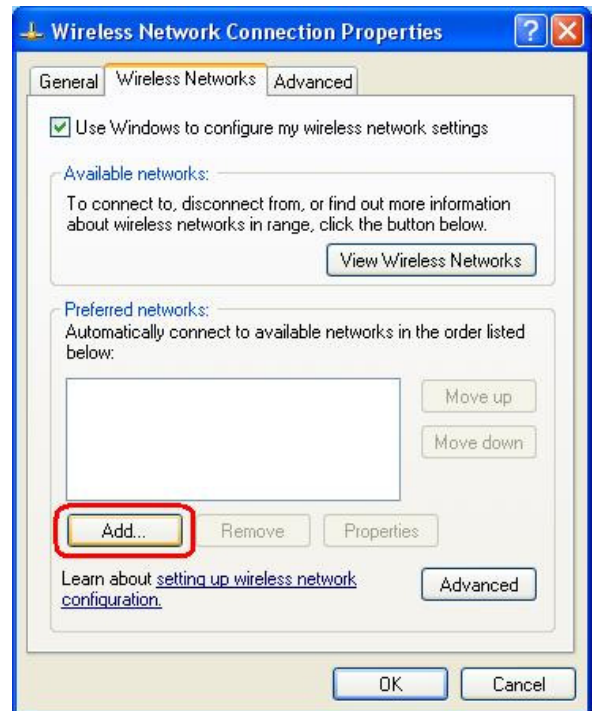 Wireless Network Connection Properties
General Wireless Networks Advanced
Use Windows to configure my wireless network settings
Available networks:
To connect to, disconnect from, or find out more information
about wireless networks in range, click the button below.
View Wireless Networks
Preferred networks:
Automatically connect to available networks in the order listed
below:
Move up
Move down
Add... Remove Properties
Learn about setting up wireless network
configuration.
Advanced
OK Cancel